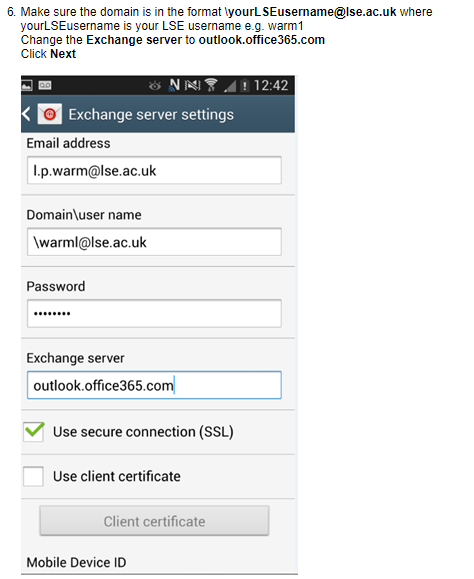 6. Make sure the domain is in the format \yourLSEusername@lse.ac.uk where
yourLSEusername is your LSE username e.g. warm1
Change the Exchange server to outlook.office365.com
Click Next
12:42
Exchange server settings
Email address
l.p.warm@lse.ac.uk
Domain\user name
\warml@lse.ac.uk
Password
••••••••
Exchange server
outlook.office365.com
Use secure connection (SSL)
Use client certificate
Client certificate
Mobile Device ID